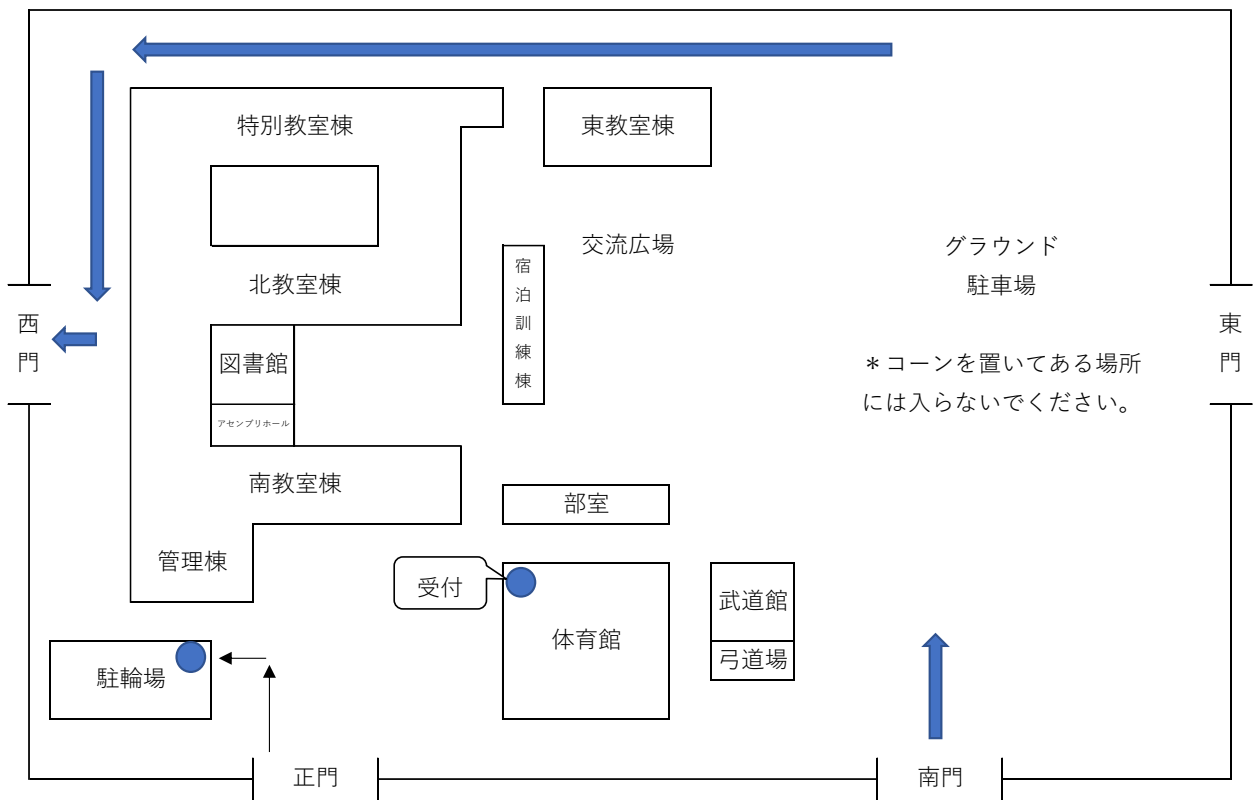 特別教室棟
東教室棟
交流広場
グラウンド
駐車場
宿泊訓練棟
北教室棟
西門
東門
図書館
アセンブリホール
＊コーンを置いてある場所
には入らないでください。
南教室棟
部室
管理棟
受付
体育館
武道館
弓道場
駐輪場
正門
南門